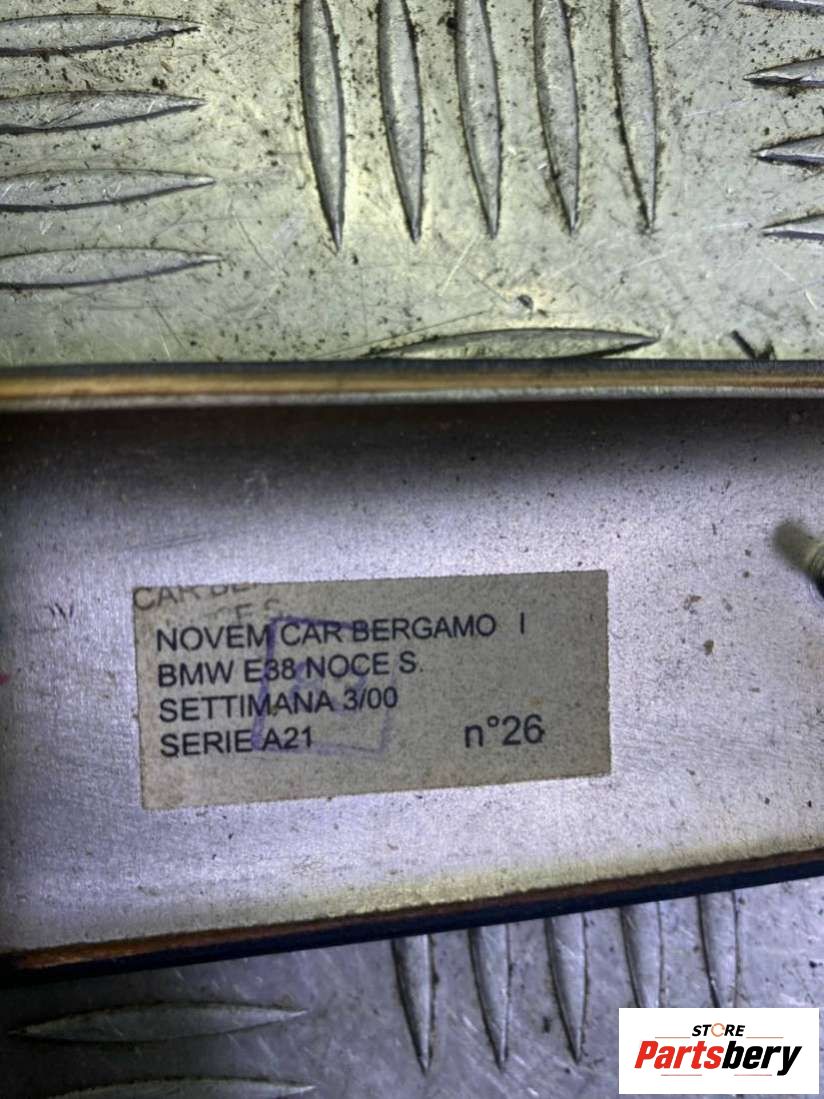 NOVEM CAR BERGAMO I
BMW E38 NOCE S.
SETTIMANA 3/00
SERIE A21 n°26
STORE
Partsbery